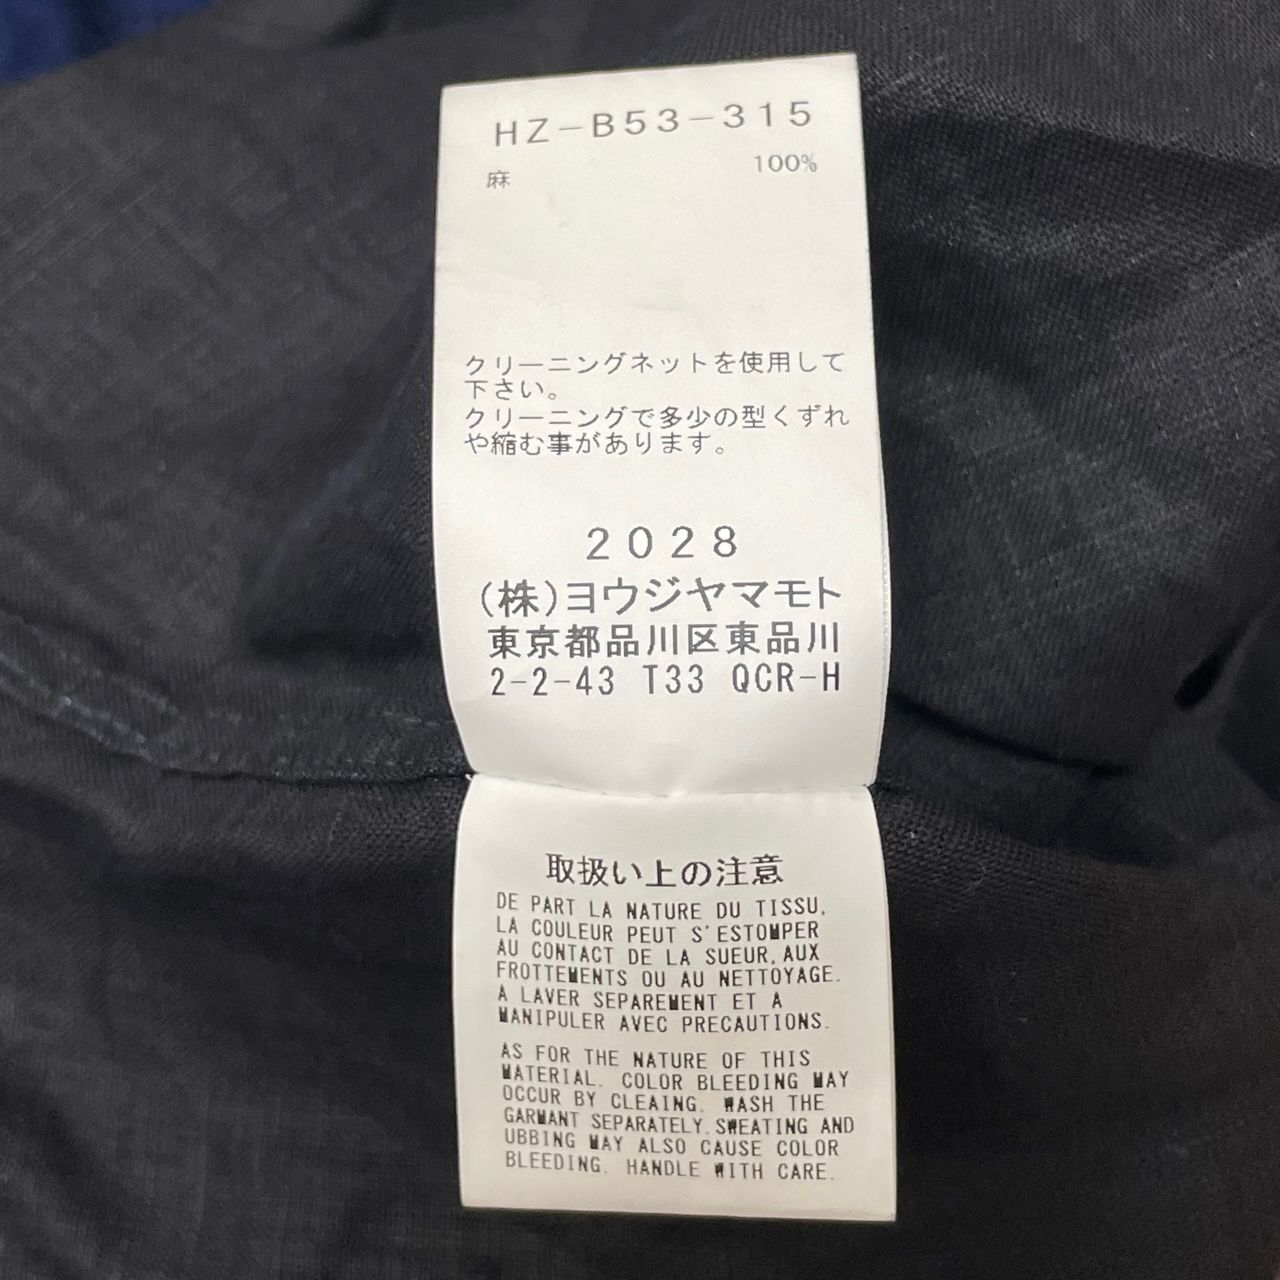 HZ-B53-315
麻 100%
クリーニングネットを使用して
下さい。
クリーニングで多少の型くずれ
や縮む事があります。
2028
(株)ヨウジヤマモト
東京都品川区東品川
2-2-43 T33 QCR-H
取扱い上の注意
DE PART LA NATURE DU TISSU,
LA COULEUR PEUT S'ESTOMPER
AU CONTACT DE LA SUEUR, AUX
FROTTEMENTS OU AU NETTOYAGE.
A LAVER SEPAREMENT ET A
MANIPULER AVEC PRECAUTIONS.
AS FOR THE NATURE OF THIS
MATERIAL. COLOR BLEEDING MAY
OCCUR BY CLEAING. WASH THE
GARMANT SEPARATELY. SWEATING AND
UBBING MAY ALSO CAUSE COLOR
BLEEDING. HANDLE WITH CARE.